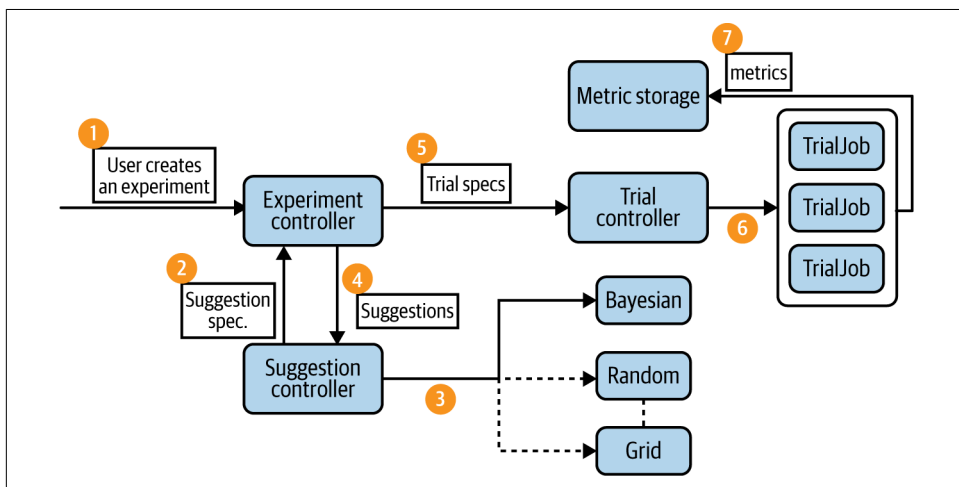 7
metrics
Metric storage
1
User creates
an experiment
5
Trial specs
TrialJob
Experiment
controller
Trial
controller
6
TrialJob
TrialJob
2
Suggestion
spec.
4
Suggestions
Bayesian
Suggestion
controller
3
Random
Grid